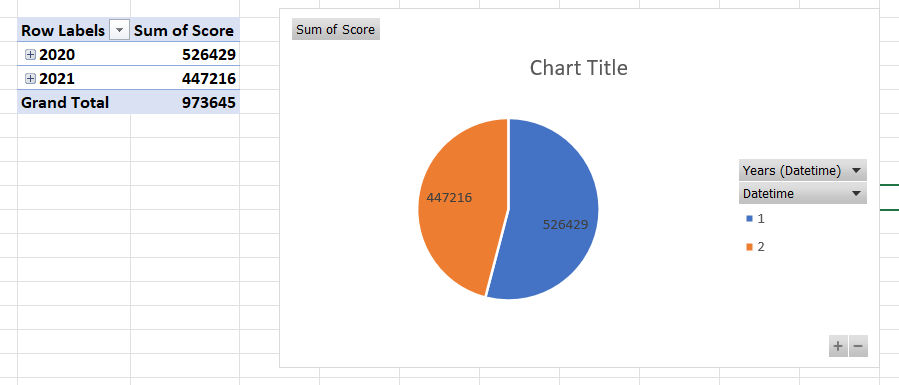 Row Labels Sum of Score
2020 526429
2021 447216
Grand Total 973645
Sum of Score
Chart Title
447216
526429
Years (Datetime)
Datetime
1
2